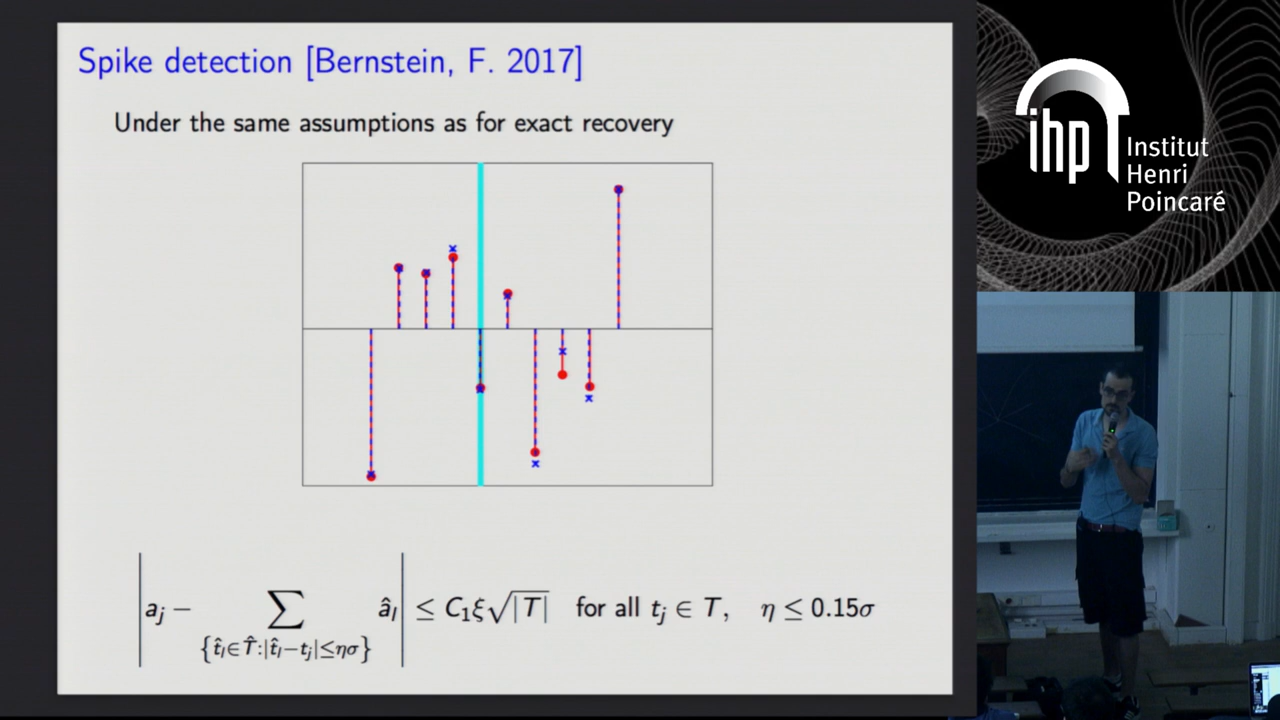 Spike detection [Bernstein, F. 2017]
Under the same assumptions as for exact recovery
|a_j − ∑_{t̂_l∈T̂:|t̂_l−t_j|≤ησ} â_l| ≤ C₁ξ√|T| for all t_j ∈ T, η ≤ 0.15σ
ihp
Institut
Henri
Poincaré